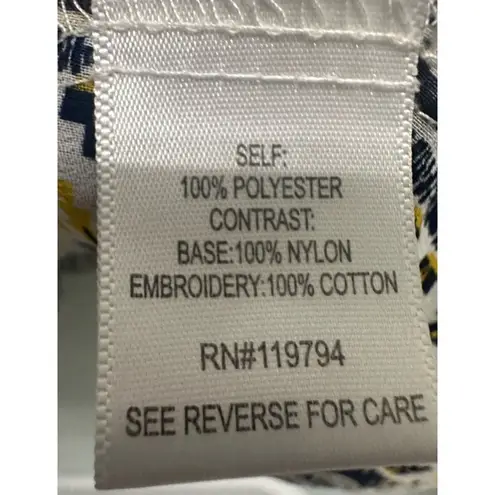 SELF:
100% POLYESTER
CONTRAST:
BASE:100% NYLON
EMBROIDERY:100% COTTON
RN#119794
SEE REVERSE FOR CARE